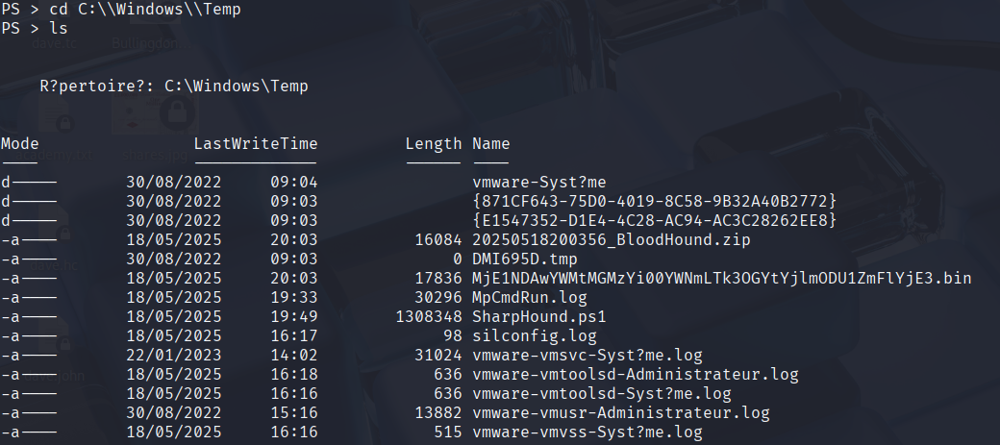 PS > cd C:\\Windows\\Temp
PS > ls
R?pertoire?: C:\Windows\Temp
Mode LastWriteTime Length Name
---- ------------- ------ ----
d----- 30/08/2022 09:04 vmware-Syst?me
d----- 30/08/2022 09:03 {871CF643-75D0-4019-8C58-9B32A40B2772}
d----- 30/08/2022 09:03 {E1547352-D1E4-4C28-AC94-AC3C28262EE8}
-a---- 18/05/2025 20:03 16084 20250518200356_BloodHound.zip
-a---- 30/08/2022 09:03 0 DMI695D.tmp
-a---- 18/05/2025 20:03 17836 MjE1NDAwYWMtMGMzYi00YWNmLTk3OGYtYjlmODU1ZmFlYjE3.bin
-a---- 18/05/2025 19:33 30296 MpCmdRun.log
-a---- 18/05/2025 19:49 1308348 SharpHound.ps1
-a---- 18/05/2025 16:17 98 silconfig.log
-a---- 22/01/2023 14:02 31024 vmware-vmsvc-Syst?me.log
-a---- 18/05/2025 16:18 636 vmware-vmtoolsd-Administrateur.log
-a---- 18/05/2025 16:16 636 vmware-vmtoolsd-Syst?me.log
-a---- 30/08/2022 15:16 13882 vmware-vmusr-Administrateur.log
-a---- 18/05/2025 16:16 515 vmware-vmvss-Syst?me.log